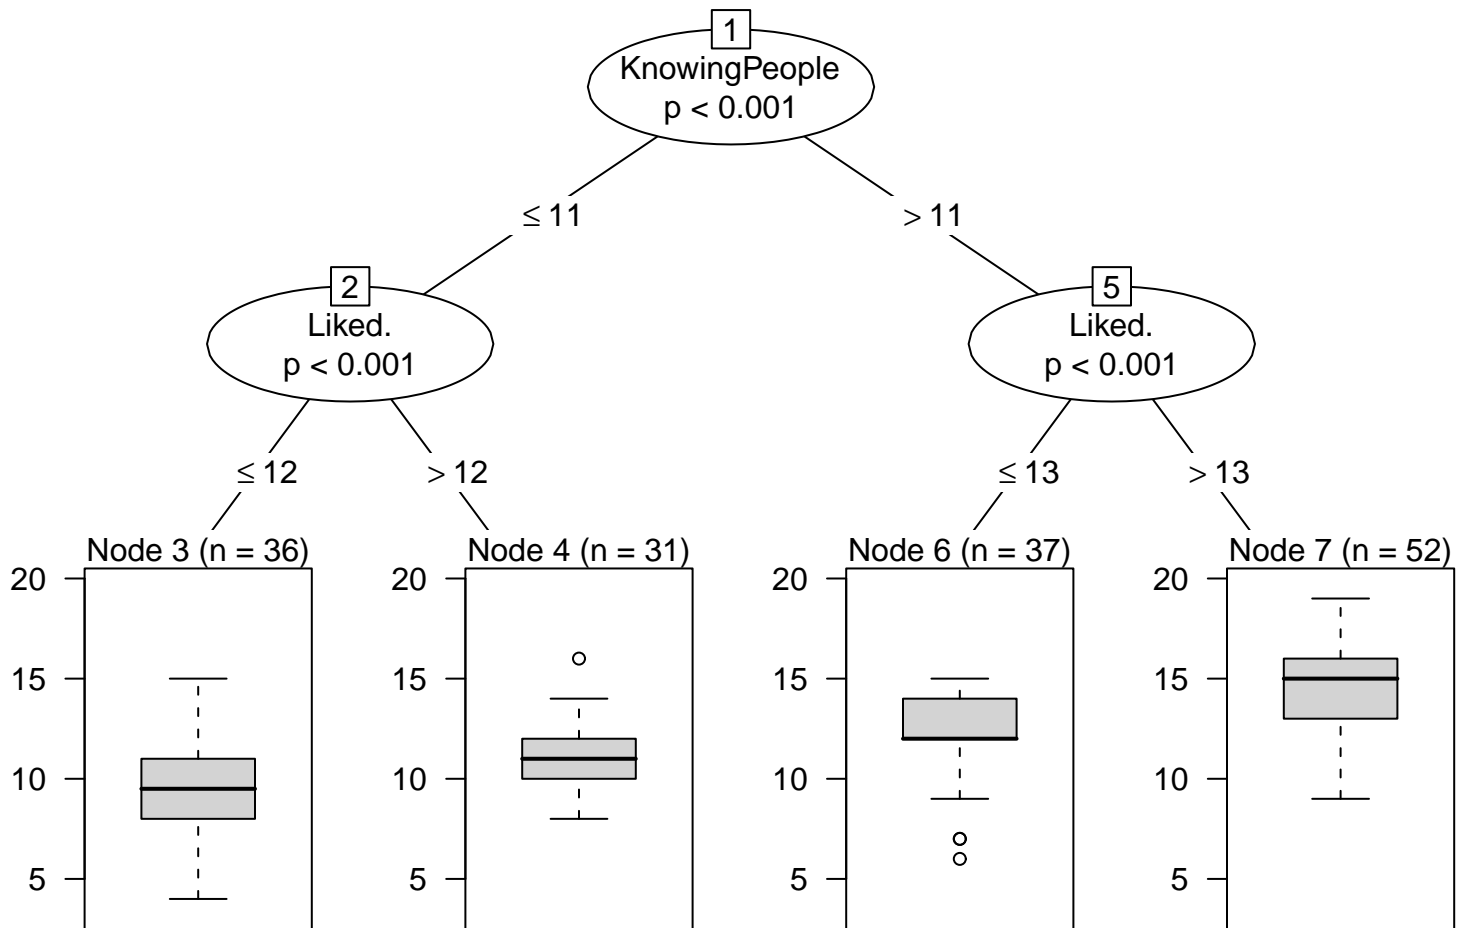 1
KnowingPeople
p < 0.001
≤ 11
> 11
2
Liked.
p < 0.001
5
Liked.
p < 0.001
≤ 12
> 12
≤ 13
> 13
Node 3 (n = 36)
20
15
10
5
Node 4 (n = 31)
20
15
10
5
Node 6 (n = 37)
20
15
10
5
Node 7 (n = 52)
20
15
10
5